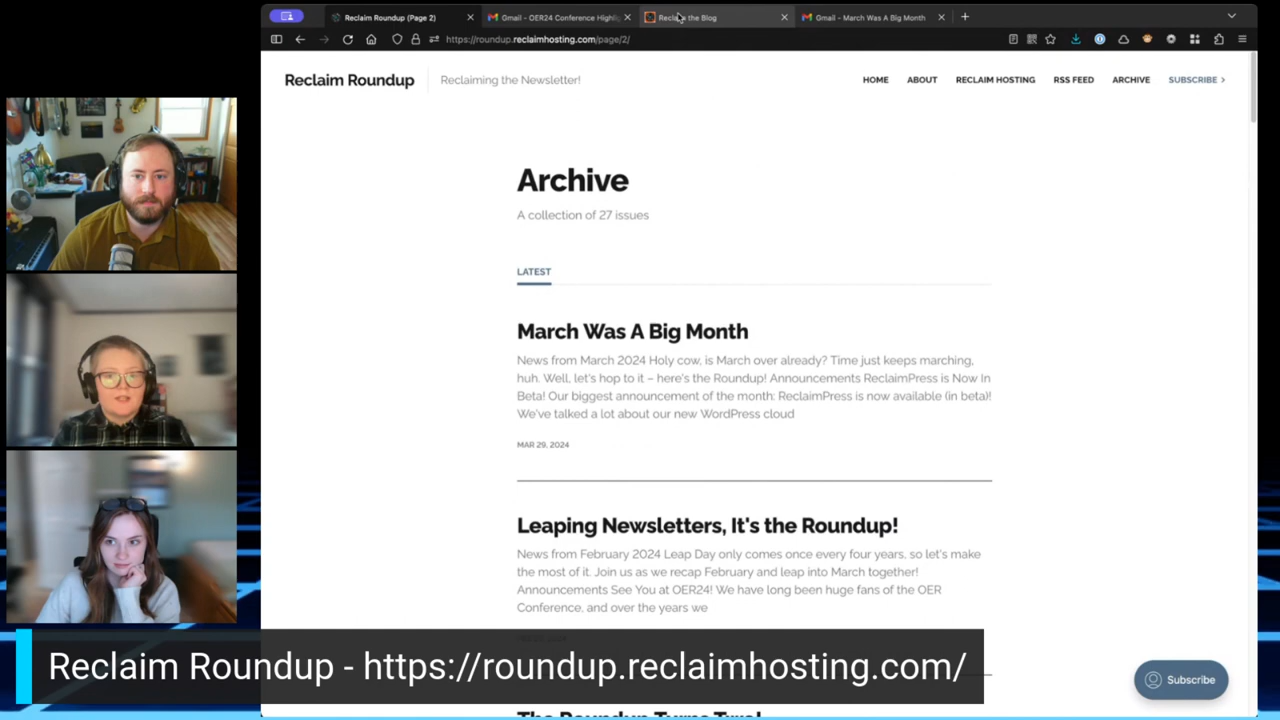 Reclaim Roundup (Page 2)
Gmail - OER24 Conference Highli
Reclaim the Blog
Gmail - March Was A Big Month
https://roundup.reclaimhosting.com/page/2/
Reclaim Roundup
Reclaiming the Newsletter!
HOME
ABOUT
RECLAIM HOSTING
RSS FEED
ARCHIVE
SUBSCRIBE >
Archive
A collection of 27 issues
LATEST
March Was A Big Month
News from March 2024 Holy cow, is March over already? Time just keeps marching,
huh. Well, let's hop to it – here's the Roundup! Announcements ReclaimPress is Now In
Beta! Our biggest announcement of the month: ReclaimPress is now available (in beta)!
We've talked a lot about our new WordPress cloud
MAR 29, 2024
Leaping Newsletters, It's the Roundup!
News from February 2024 Leap Day only comes once every four years, so let's make
the most of it. Join us as we recap February and leap into March together!
Announcements See You at OER24! We have long been huge fans of the OER
Conference, and over the years we
Reclaim Roundup - https://roundup.reclaimhosting.com/
Subscribe
The Roundup Turns Two!